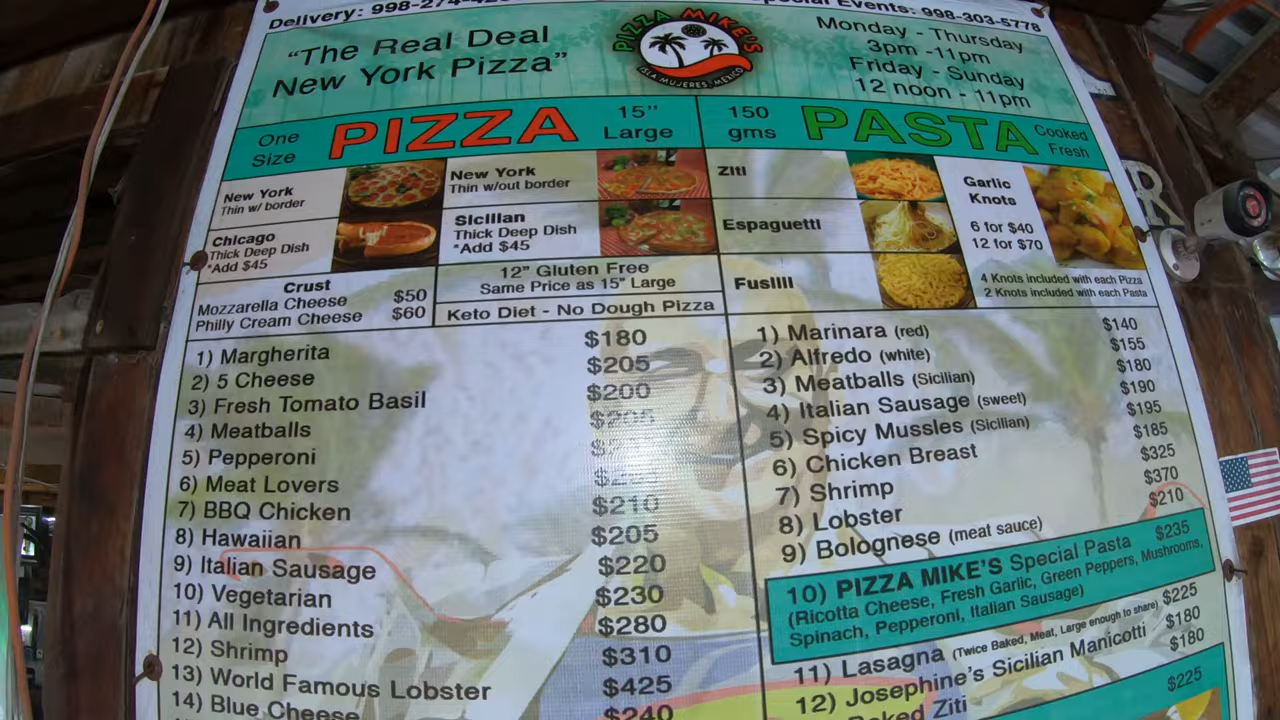 Delivery: 998-274-
Special Events: 998-303-5778
"The Real Deal
New York Pizza"
PIZZA MIKE'S
ISLA MUJERES, MEXICO
Monday - Thursday
3pm -11pm
Friday - Sunday
12 noon - 11pm
One
Size
PIZZA
15"
Large
150
gms
PASTA
Cooked
Fresh
New York
Thin w/ border
New York
Thin w/out border
Chicago
Thick Deep Dish
*Add $45
Sicilian
Thick Deep Dish
*Add $45
Crust
Mozzarella Cheese $50
Philly Cream Cheese $60
12" Gluten Free
Same Price as 15" Large
Keto Diet - No Dough Pizza
Ziti
Espaguetti
Fusilli
Garlic
Knots
6 for $40
12 for $70
4 Knots included with each Pizza
2 Knots included with each Pasta
1) Margherita $180
2) 5 Cheese $205
3) Fresh Tomato Basil $200
4) Meatballs
5) Pepperoni
6) Meat Lovers
7) BBQ Chicken $210
8) Hawaiian $205
9) Italian Sausage $220
10) Vegetarian $230
11) All Ingredients $280
12) Shrimp $310
13) World Famous Lobster $425
14) Blue Cheese $240
1) Marinara (red) $140
2) Alfredo (white) $155
3) Meatballs (Sicilian) $180
4) Italian Sausage (sweet) $190
5) Spicy Mussles (Sicilian) $195
6) Chicken Breast $185
7) Shrimp $325
8) Lobster $370
9) Bolognese (meat sauce) $210
10) PIZZA MIKE'S Special Pasta $235
(Ricotta Cheese, Fresh Garlic, Green Peppers, Mushrooms,
Spinach, Pepperoni, Italian Sausage)
11) Lasagna (Twice Baked, Meat, Large enough to share) $225
12) Josephine's Sicilian Manicotti $180
Baked Ziti $180
$225
R